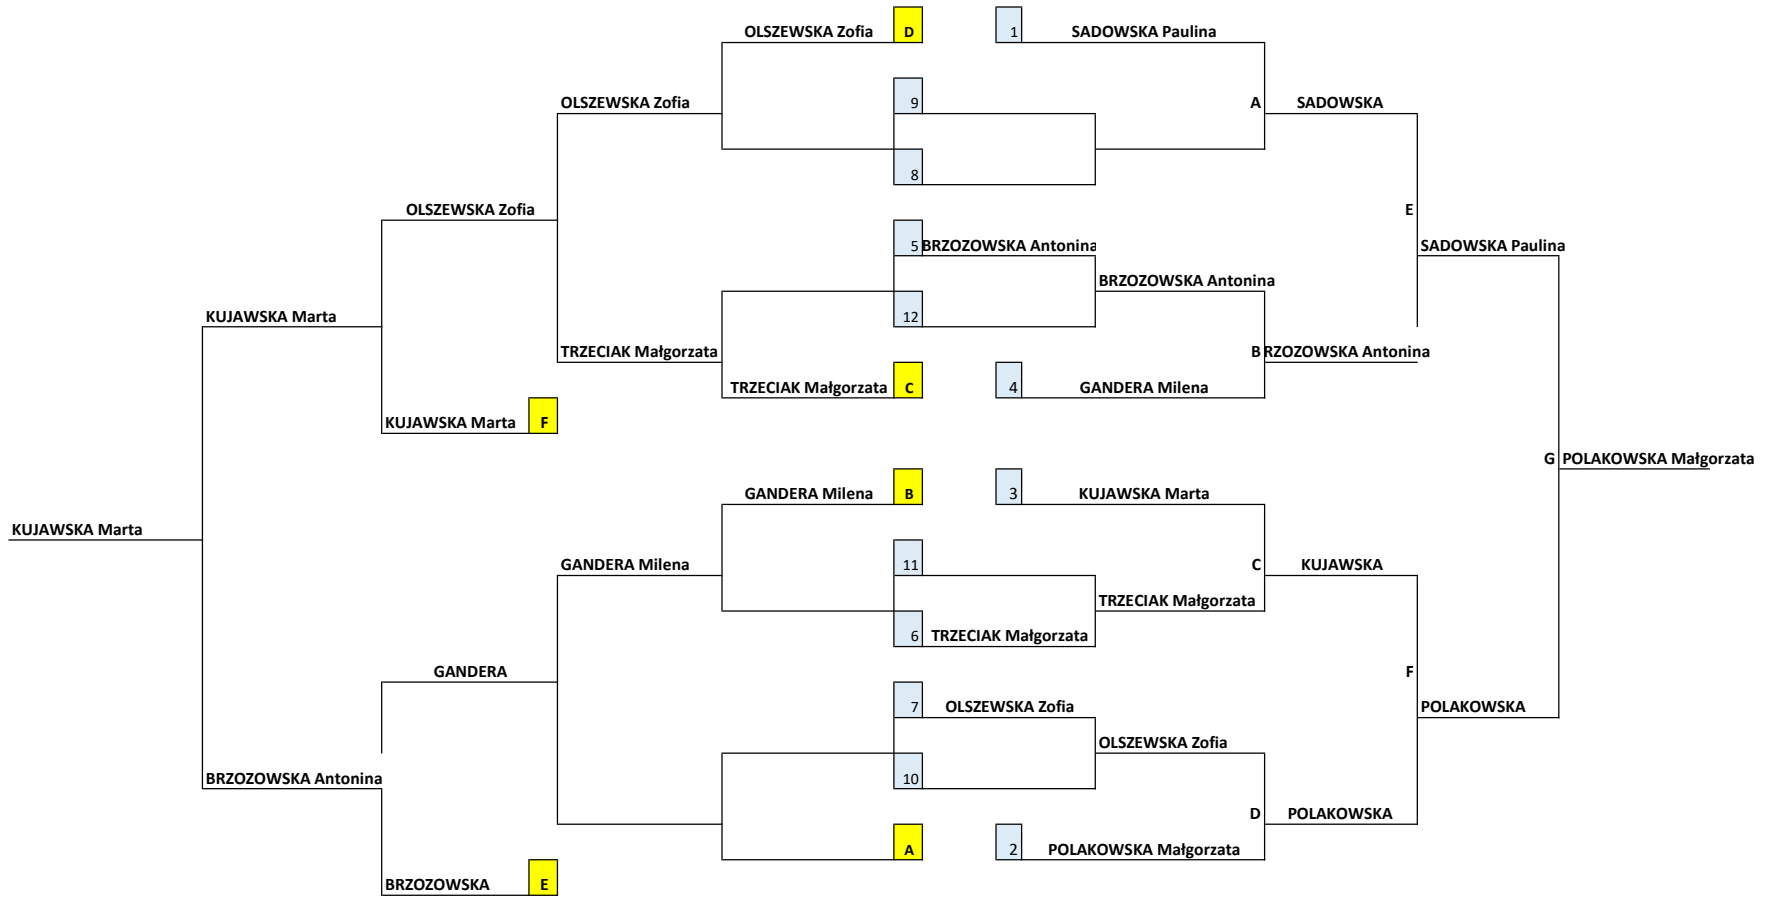 OLSZEWSKA Zofia D 1 SADOWSKA Paulina
OLSZEWSKA Zofia 9 A SADOWSKA
8
OLSZEWSKA Zofia E
5 BRZOZOWSKA Antonina SADOWSKA Paulina
BRZOZOWSKA Antonina
KUJAWSKA Marta 12
TRZECIAK Małgorzata B RZOZOWSKA Antonina
TRZECIAK Małgorzata C 4 GANDERA Milena
KUJAWSKA Marta F
G POLAKOWSKA Małgorzata
GANDERA Milena B 3 KUJAWSKA Marta
KUJAWSKA Marta
GANDERA Milena 11 C KUJAWSKA
TRZECIAK Małgorzata
6 TRZECIAK Małgorzata
GANDERA F
7 OLSZEWSKA Zofia POLAKOWSKA
OLSZEWSKA Zofia
BRZOZOWSKA Antonina 10
D POLAKOWSKA
A 2 POLAKOWSKA Małgorzata
BRZOZOWSKA E